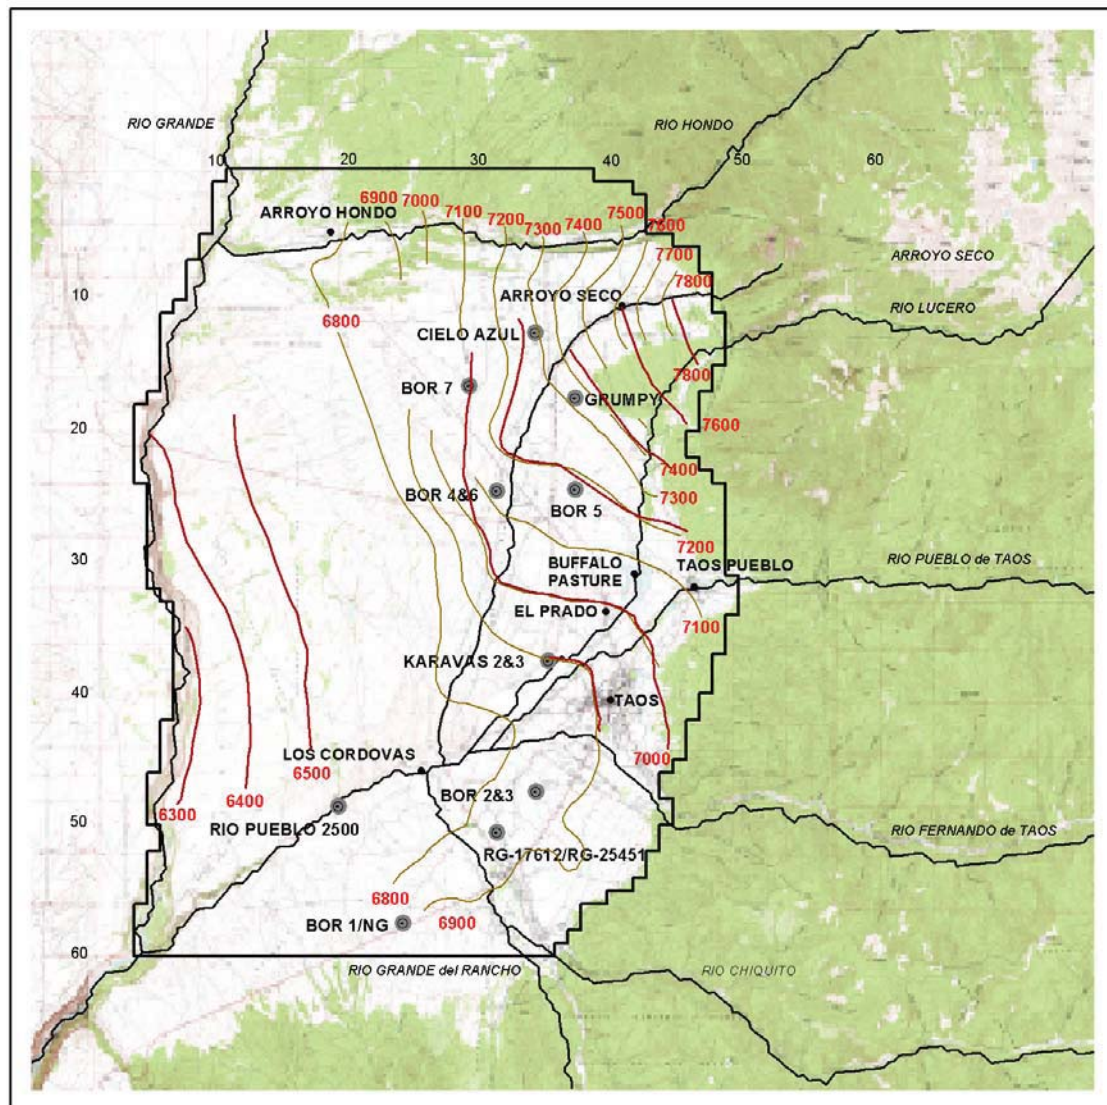 RIO GRANDE
RIO HONDO
10
20
30
40
50
60
6900
7000
ARROYO HONDO
7100
7200
7300
7400
7500
7600
7700
7800
ARROYO SECO
10
ARROYO SECO
RIO LUCERO
6800
CIELO AZUL
7800
BOR 7
GRUMPY
7600
20
7400
BOR 4&6
BOR 5
7300
7200
30
BUFFALO
PASTURE
TAOS PUEBLO
RIO PUEBLO de TAOS
EL PRADO
7100
KARAVAS 2&3
40
TAOS
LOS CORDOVAS
7000
6500
6400
6300
BOR 2&3
50
RIO PUEBLO 2500
RIO FERNANDO de TAOS
RG-17612/RG-25451
6800
BOR 1/NG
6900
60
RIO GRANDE del RANCHO
RIO CHIQUITO